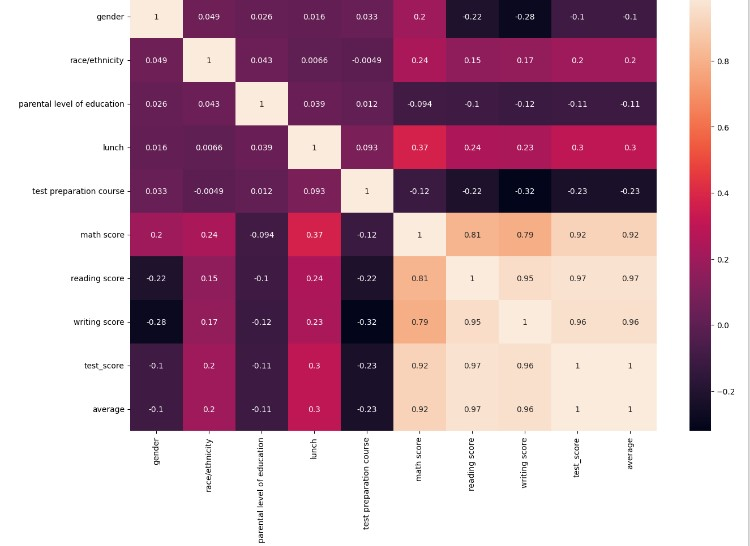 gender 1 0.049 0.026 0.016 0.033 0.2 -0.22 -0.28 -0.1 -0.1
race/ethnicity 0.049 1 0.043 0.0066 -0.0049 0.24 0.15 0.17 0.2 0.2
parental level of education 0.026 0.043 1 0.039 0.012 -0.094 -0.1 -0.12 -0.11 -0.11
lunch 0.016 0.0066 0.039 1 0.093 0.37 0.24 0.23 0.3 0.3
test preparation course 0.033 -0.0049 0.012 0.093 1 -0.12 -0.22 -0.32 -0.23 -0.23
math score 0.2 0.24 -0.094 0.37 -0.12 1 0.81 0.79 0.92 0.92
reading score -0.22 0.15 -0.1 0.24 -0.22 0.81 1 0.95 0.97 0.97
writing score -0.28 0.17 -0.12 0.23 -0.32 0.79 0.95 1 0.96 0.96
test_score -0.1 0.2 -0.11 0.3 -0.23 0.92 0.97 0.96 1 1
average -0.1 0.2 -0.11 0.3 -0.23 0.92 0.97 0.96 1 1
gender
race/ethnicity
parental level of education
lunch
test preparation course
math score
reading score
writing score
test_score
average
0.8
0.6
0.4
0.2
0.0
−0.2